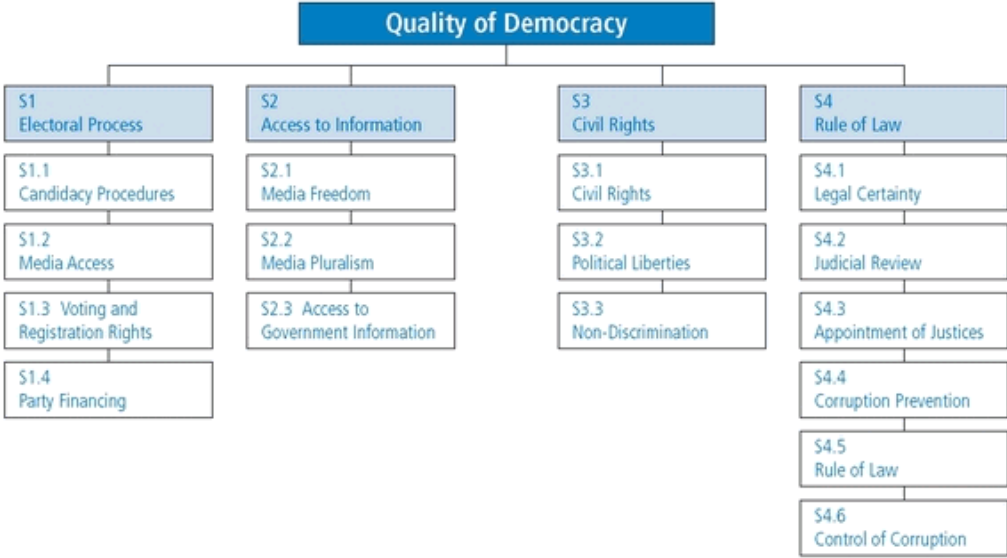 Quality of Democracy
S1
Electoral Process
S1.1
Candidacy Procedures
S1.2
Media Access
S1.3 Voting and
Registration Rights
S1.4
Party Financing
S2
Access to Information
S2.1
Media Freedom
S2.2
Media Pluralism
S2.3 Access to
Government Information
S3
Civil Rights
S3.1
Civil Rights
S3.2
Political Liberties
S3.3
Non-Discrimination
S4
Rule of Law
S4.1
Legal Certainty
S4.2
Judicial Review
S4.3
Appointment of Justices
S4.4
Corruption Prevention
S4.5
Rule of Law
S4.6
Control of Corruption